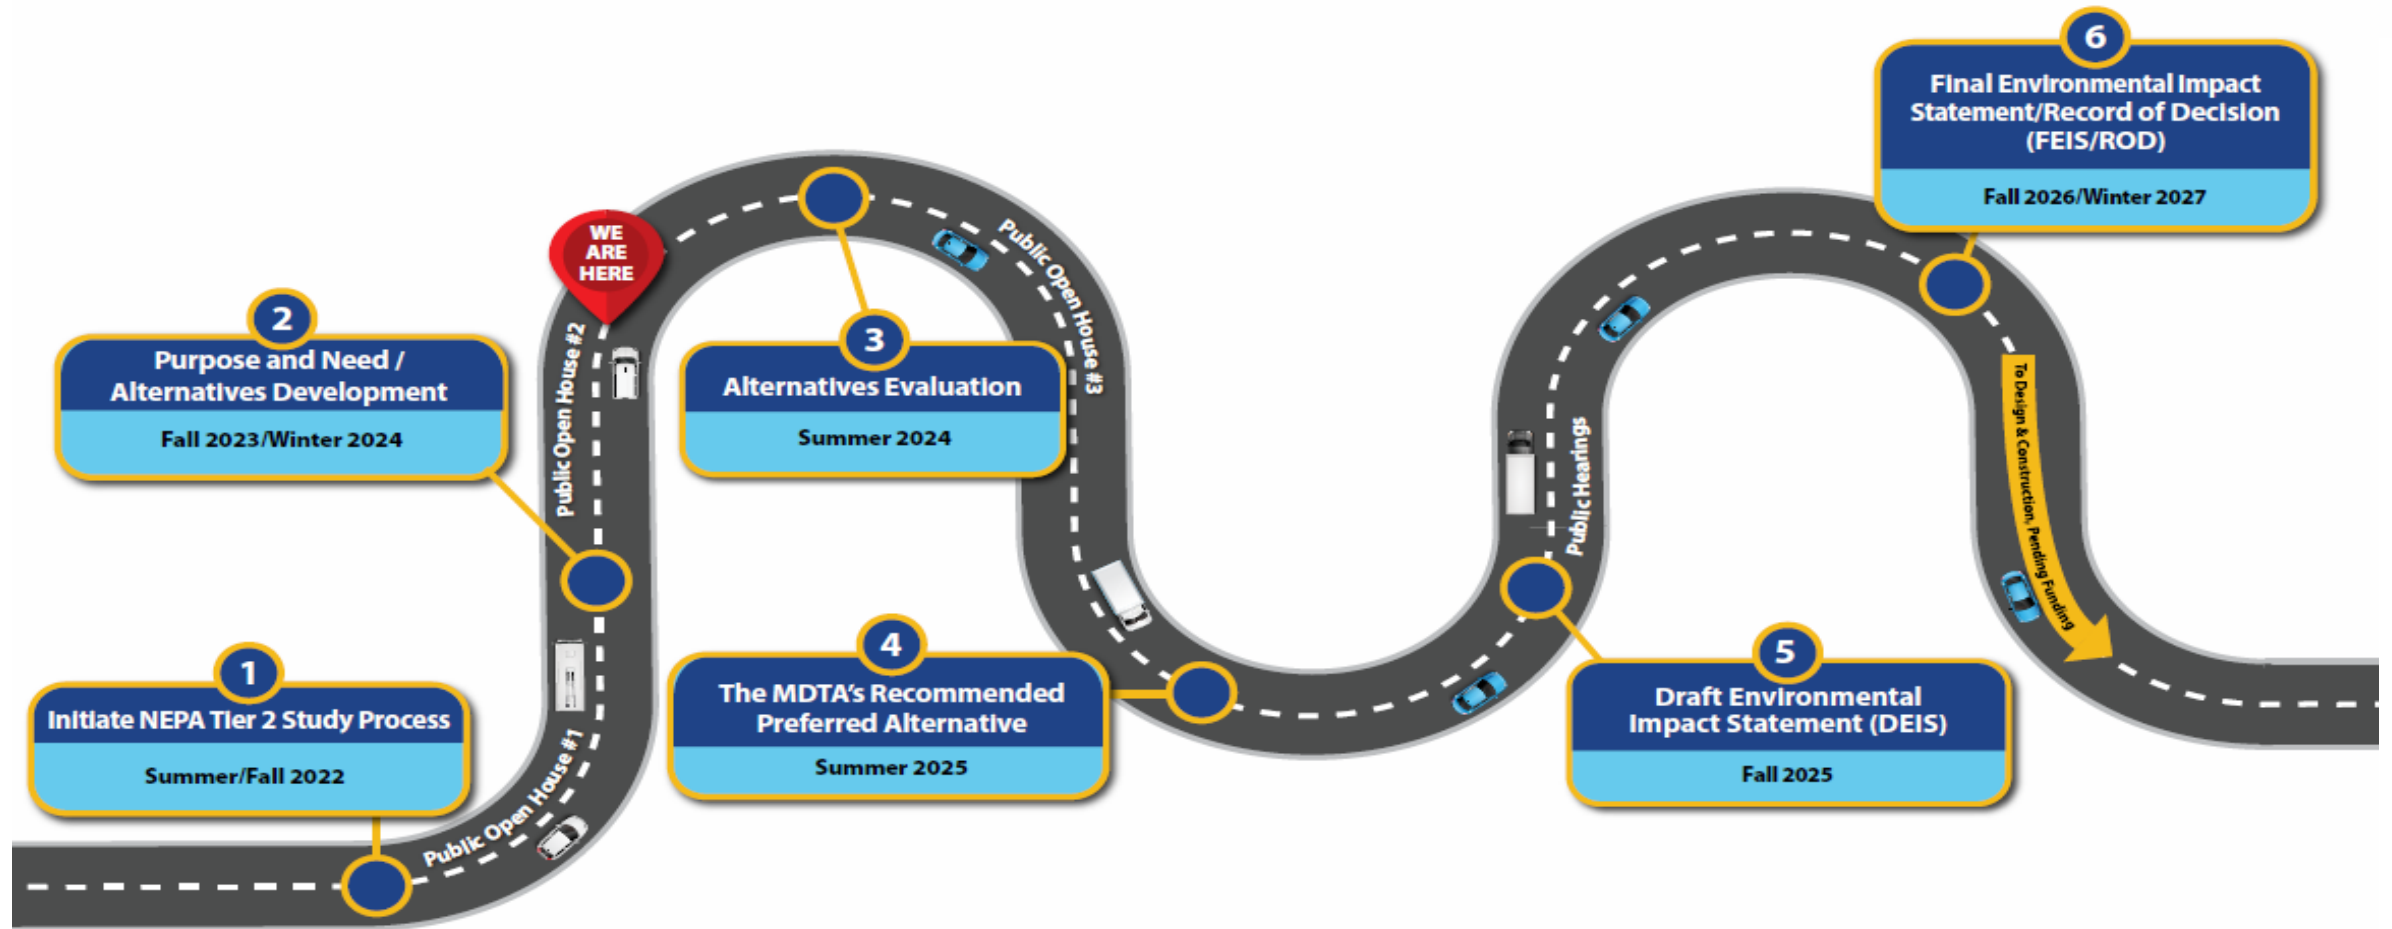 1
Initiate NEPA Tier 2 Study Process
Summer/Fall 2022
Public Open House #1
2
Purpose and Need /
Alternatives Development
Fall 2023/Winter 2024
Public Open House #2
WE
ARE
HERE
3
Alternatives Evaluation
Summer 2024
Public Open House #3
4
The MDTA's Recommended
Preferred Alternative
Summer 2025
5
Draft Environmental
Impact Statement (DEIS)
Fall 2025
Public Hearings
6
Final Environmental Impact
Statement/Record of Decision
(FEIS/ROD)
Fall 2026/Winter 2027
To Design & Construction, Pending Funding